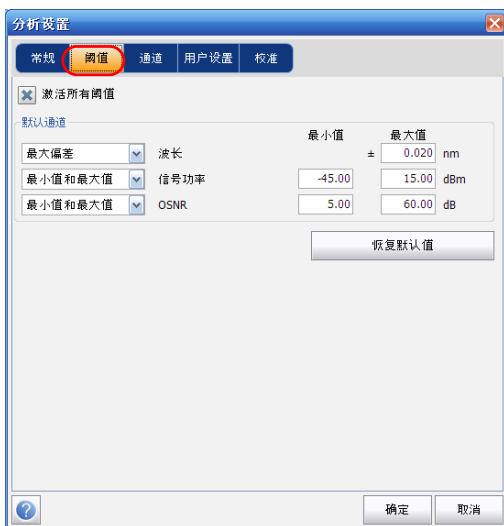 分析设置
常规 阈值 通道 用户设置 校准
激活所有阈值
默认通道
最小值 最大值
最大偏差 波长 ± 0.020 nm
最小值和最大值 信号功率 -45.00 15.00 dBm
最小值和最大值 OSNR 5.00 60.00 dB
恢复默认值
? 确定 取消